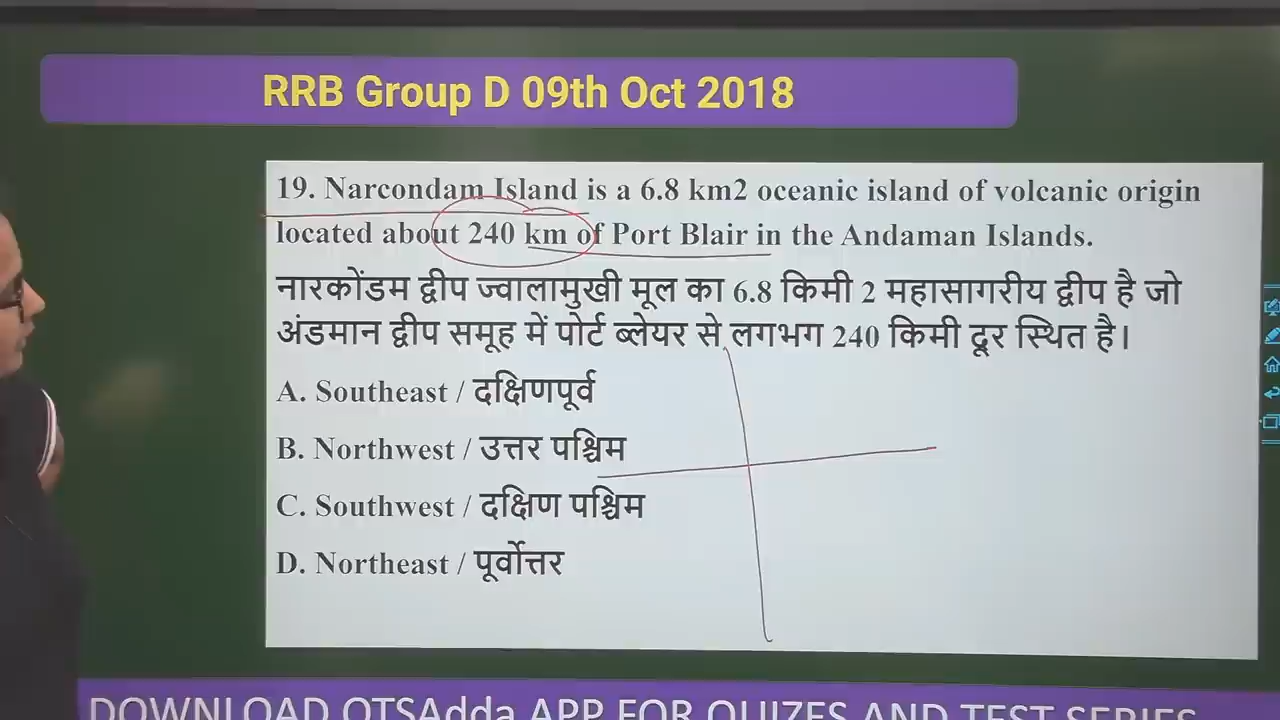 RRB Group D 09th Oct 2018
19. Narcondam Island is a 6.8 km2 oceanic island of volcanic origin
located about 240 km of Port Blair in the Andaman Islands.
नारकोंडम द्वीप ज्वालामुखी मूल का 6.8 किमी 2 महासागरीय द्वीप है जो
अंडमान द्वीप समूह में पोर्ट ब्लेयर से लगभग 240 किमी दूर स्थित है।
A. Southeast / दक्षिणपूर्व
B. Northwest / उत्तर पश्चिम
C. Southwest / दक्षिण पश्चिम
D. Northeast / पूर्वोत्तर
DOWNLOAD OTSAdda APP FOR QUIZES AND TEST SERIES